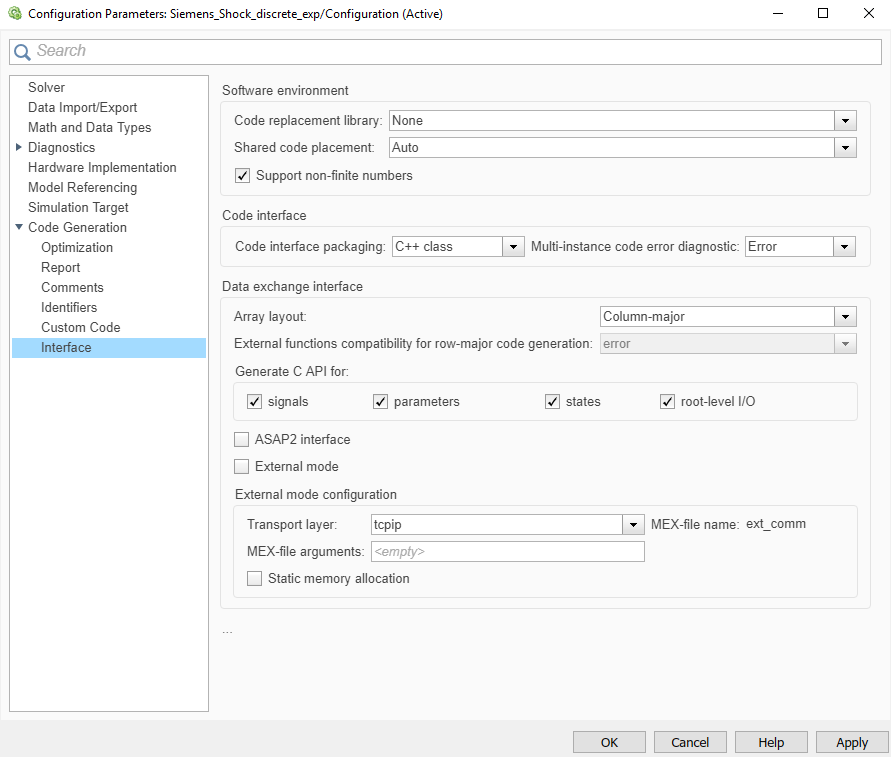 Configuration Parameters: Siemens_Shock_discrete_exp/Configuration (Active)
Search
Solver
Data Import/Export
Math and Data Types
Diagnostics
Hardware Implementation
Model Referencing
Simulation Target
Code Generation
Optimization
Report
Comments
Identifiers
Custom Code
Interface
Software environment
Code replacement library: None
Shared code placement: Auto
Support non-finite numbers
Code interface
Code interface packaging: C++ class Multi-instance code error diagnostic: Error
Data exchange interface
Array layout: Column-major
External functions compatibility for row-major code generation: error
Generate C API for:
signals parameters states root-level I/O
ASAP2 interface
External mode
External mode configuration
Transport layer: tcpip MEX-file name: ext_comm
MEX-file arguments: <empty>
Static memory allocation
...
OK Cancel Help Apply